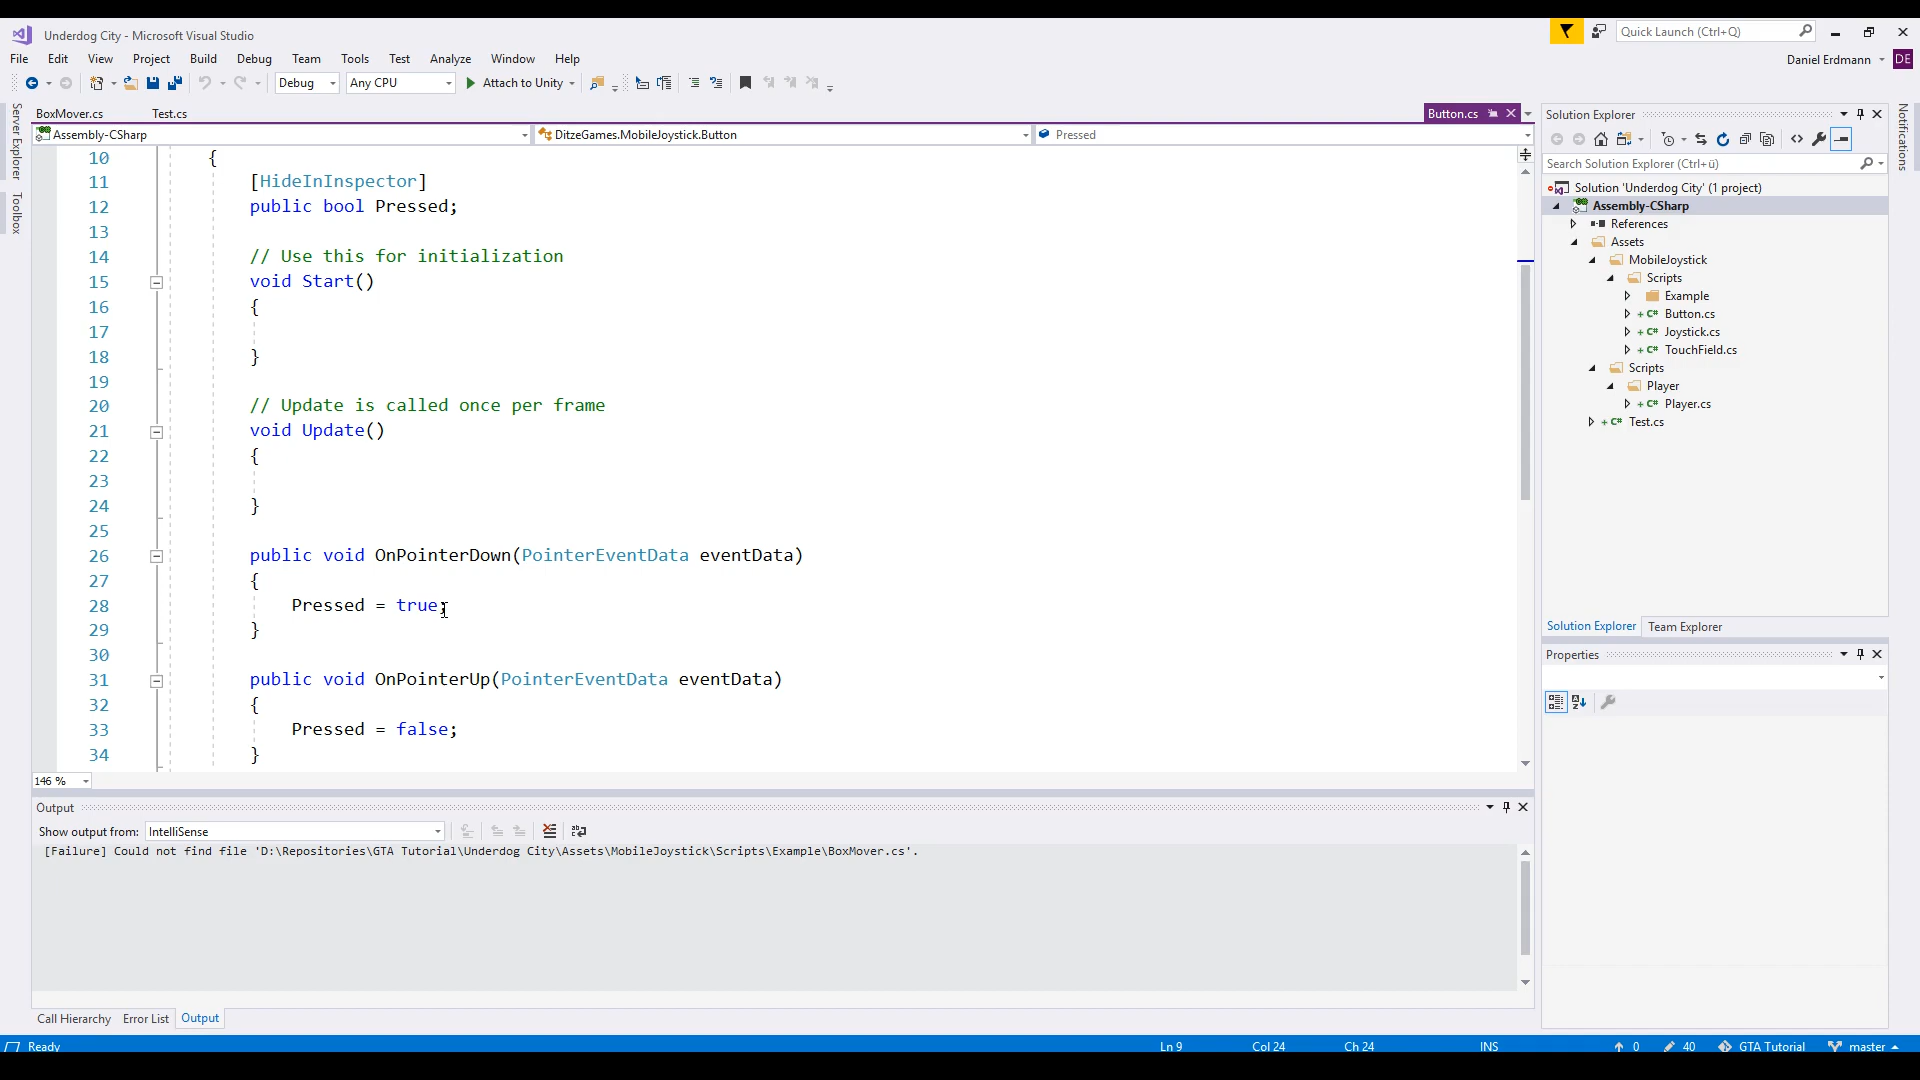 Underdog City - Microsoft Visual Studio
Quick Launch (Ctrl+Q)
File Edit View Project Build Debug Team Tools Test Analyze Window Help
Daniel Erdmann DE
Debug Any CPU Attach to Unity
BoxMover.cs Test.cs Button.cs
Assembly-CSharp DitzeGames.MobileJoystick.Button Pressed
Server Explorer
Toolbox
10 {
11 [HideInInspector]
12 public bool Pressed;
13
14 // Use this for initialization
15 void Start()
16 {
17
18 }
19
20 // Update is called once per frame
21 void Update()
22 {
23
24 }
25
26 public void OnPointerDown(PointerEventData eventData)
27 {
28 Pressed = true;
29 }
30
31 public void OnPointerUp(PointerEventData eventData)
32 {
33 Pressed = false;
34 }
146 %
Output
Show output from: IntelliSense
[Failure] Could not find file 'D:\Repositories\GTA Tutorial\Underdog City\Assets\MobileJoystick\Scripts\Example\BoxMover.cs'.
Call Hierarchy Error List Output
Solution Explorer
Search Solution Explorer (Ctrl+ü)
Solution 'Underdog City' (1 project)
Assembly-CSharp
References
Assets
MobileJoystick
Scripts
Example
C# Button.cs
C# Joystick.cs
C# TouchField.cs
Scripts
Player
C# Player.cs
C# Test.cs
Solution Explorer Team Explorer
Properties
Notifications
Ready Ln 9 Col 24 Ch 24 INS 0 40 GTA Tutorial master